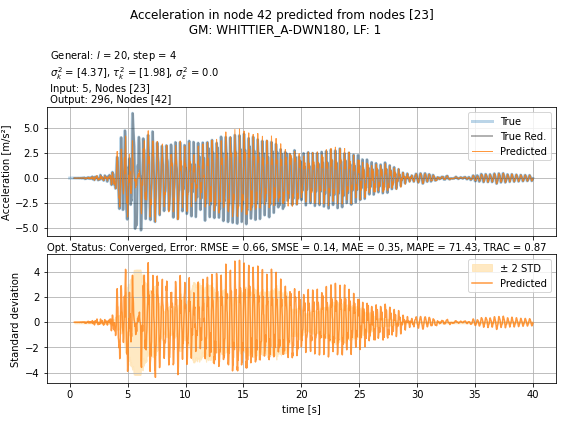 Acceleration in node 42 predicted from nodes [23]
GM: WHITTIER_A-DWN180, LF: 1
General: l = 20, step = 4
σ²ₖ = [4.37], τ²ₖ = [1.98], σ²ε = 0.0
Input: 5, Nodes [23]
Output: 296, Nodes [42]
Acceleration [m/s²]
5.0
2.5
0.0
−2.5
−5.0
True
True Red.
Predicted
Opt. Status: Converged, Error: RMSE = 0.66, SMSE = 0.14, MAE = 0.35, MAPE = 71.43, TRAC = 0.87
Standard deviation
4
2
0
−2
−4
± 2 STD
Predicted
0 5 10 15 20 25 30 35 40
time [s]